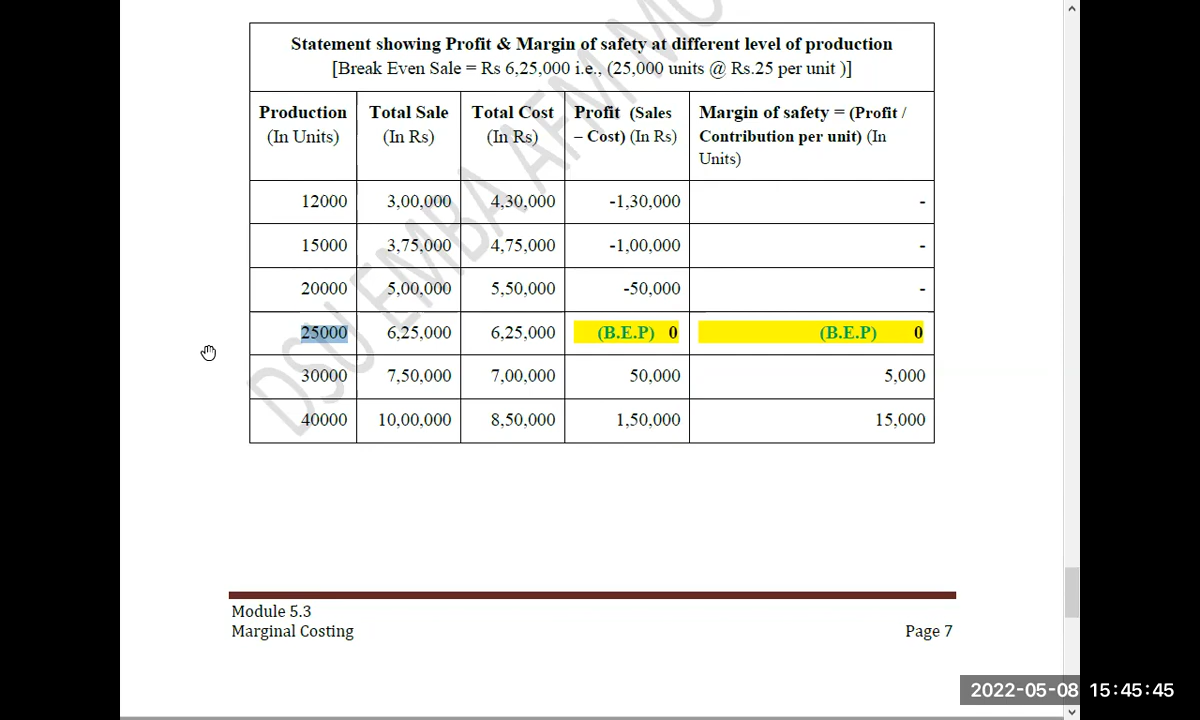 Statement showing Profit & Margin of safety at different level of production
[Break Even Sale = Rs 6,25,000 i.e., (25,000 units @ Rs.25 per unit )]
Production (In Units) Total Sale (In Rs) Total Cost (In Rs) Profit (Sales – Cost) (In Rs) Margin of safety = (Profit / Contribution per unit) (In Units)
12000 3,00,000 4,30,000 -1,30,000 -
15000 3,75,000 4,75,000 -1,00,000 -
20000 5,00,000 5,50,000 -50,000 -
25000 6,25,000 6,25,000 (B.E.P) 0 (B.E.P) 0
30000 7,50,000 7,00,000 50,000 5,000
40000 10,00,000 8,50,000 1,50,000 15,000
DSU EMBA AFM
Module 5.3
Marginal Costing Page 7
2022-05-08 15:45:45